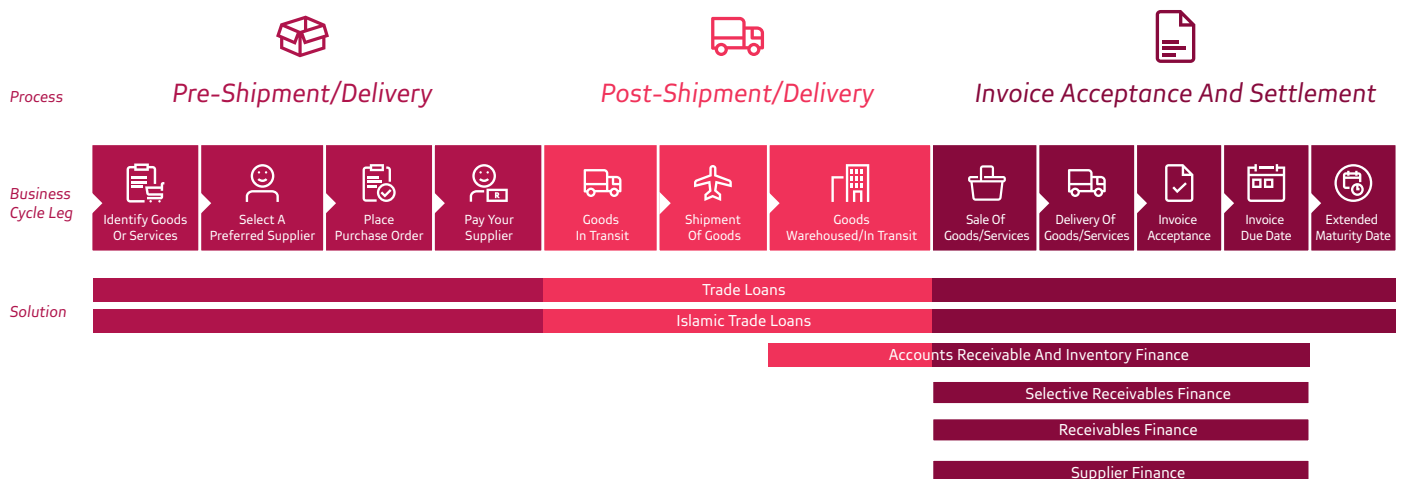 Process
Pre-Shipment/Delivery
Post-Shipment/Delivery
Invoice Acceptance And Settlement
Business
Cycle Leg
Identify Goods
Or Services
Select A
Preferred Supplier
Place
Purchase Order
R
Pay Your
Supplier
Goods
In Transit
Shipment
Of Goods
Goods
Warehoused/In Transit
Sale Of
Goods/Services
Delivery Of
Goods/Services
Invoice
Acceptance
Invoice
Due Date
Extended
Maturity Date
Solution
Trade Loans
Islamic Trade Loans
Accounts Receivable And Inventory Finance
Selective Receivables Finance
Receivables Finance
Supplier Finance